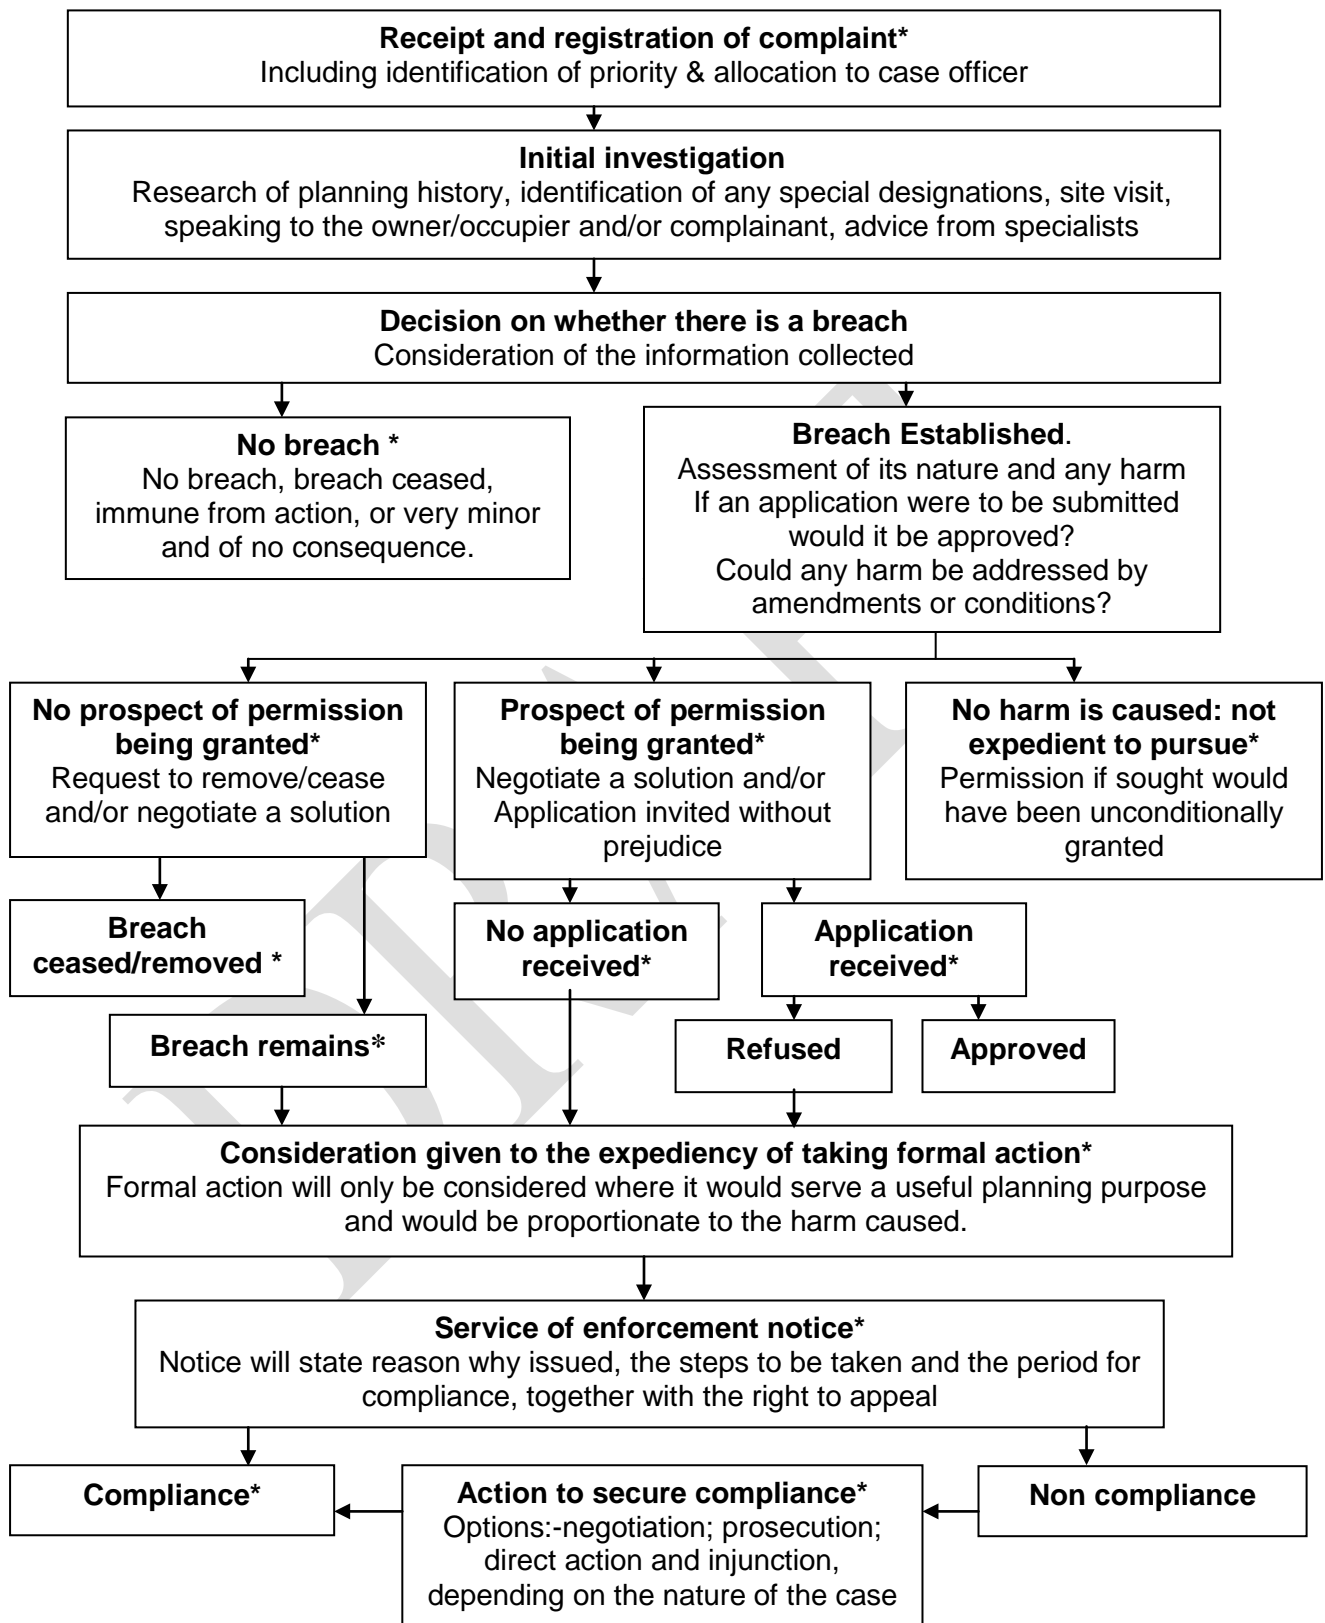 Receipt and registration of complaint*
Including identification of priority & allocation to case officer
Initial investigation
Research of planning history, identification of any special designations, site visit,
speaking to the owner/occupier and/or complainant, advice from specialists
Decision on whether there is a breach
Consideration of the information collected
No breach *
No breach, breach ceased,
immune from action, or very minor
and of no consequence.
Breach Established.
Assessment of its nature and any harm
If an application were to be submitted
would it be approved?
Could any harm be addressed by
amendments or conditions?
No prospect of permission
being granted*
Request to remove/cease
and/or negotiate a solution
Prospect of permission
being granted*
Negotiate a solution and/or
Application invited without
prejudice
No harm is caused: not
expedient to pursue*
Permission if sought would
have been unconditionally
granted
Breach
ceased/removed *
No application
received*
Application
received*
Breach remains*
Refused
Approved
Consideration given to the expediency of taking formal action*
Formal action will only be considered where it would serve a useful planning purpose
and would be proportionate to the harm caused.
Service of enforcement notice*
Notice will state reason why issued, the steps to be taken and the period for
compliance, together with the right to appeal
Compliance*
Action to secure compliance*
Options:-negotiation; prosecution;
direct action and injunction,
depending on the nature of the case
Non compliance
DRAFT